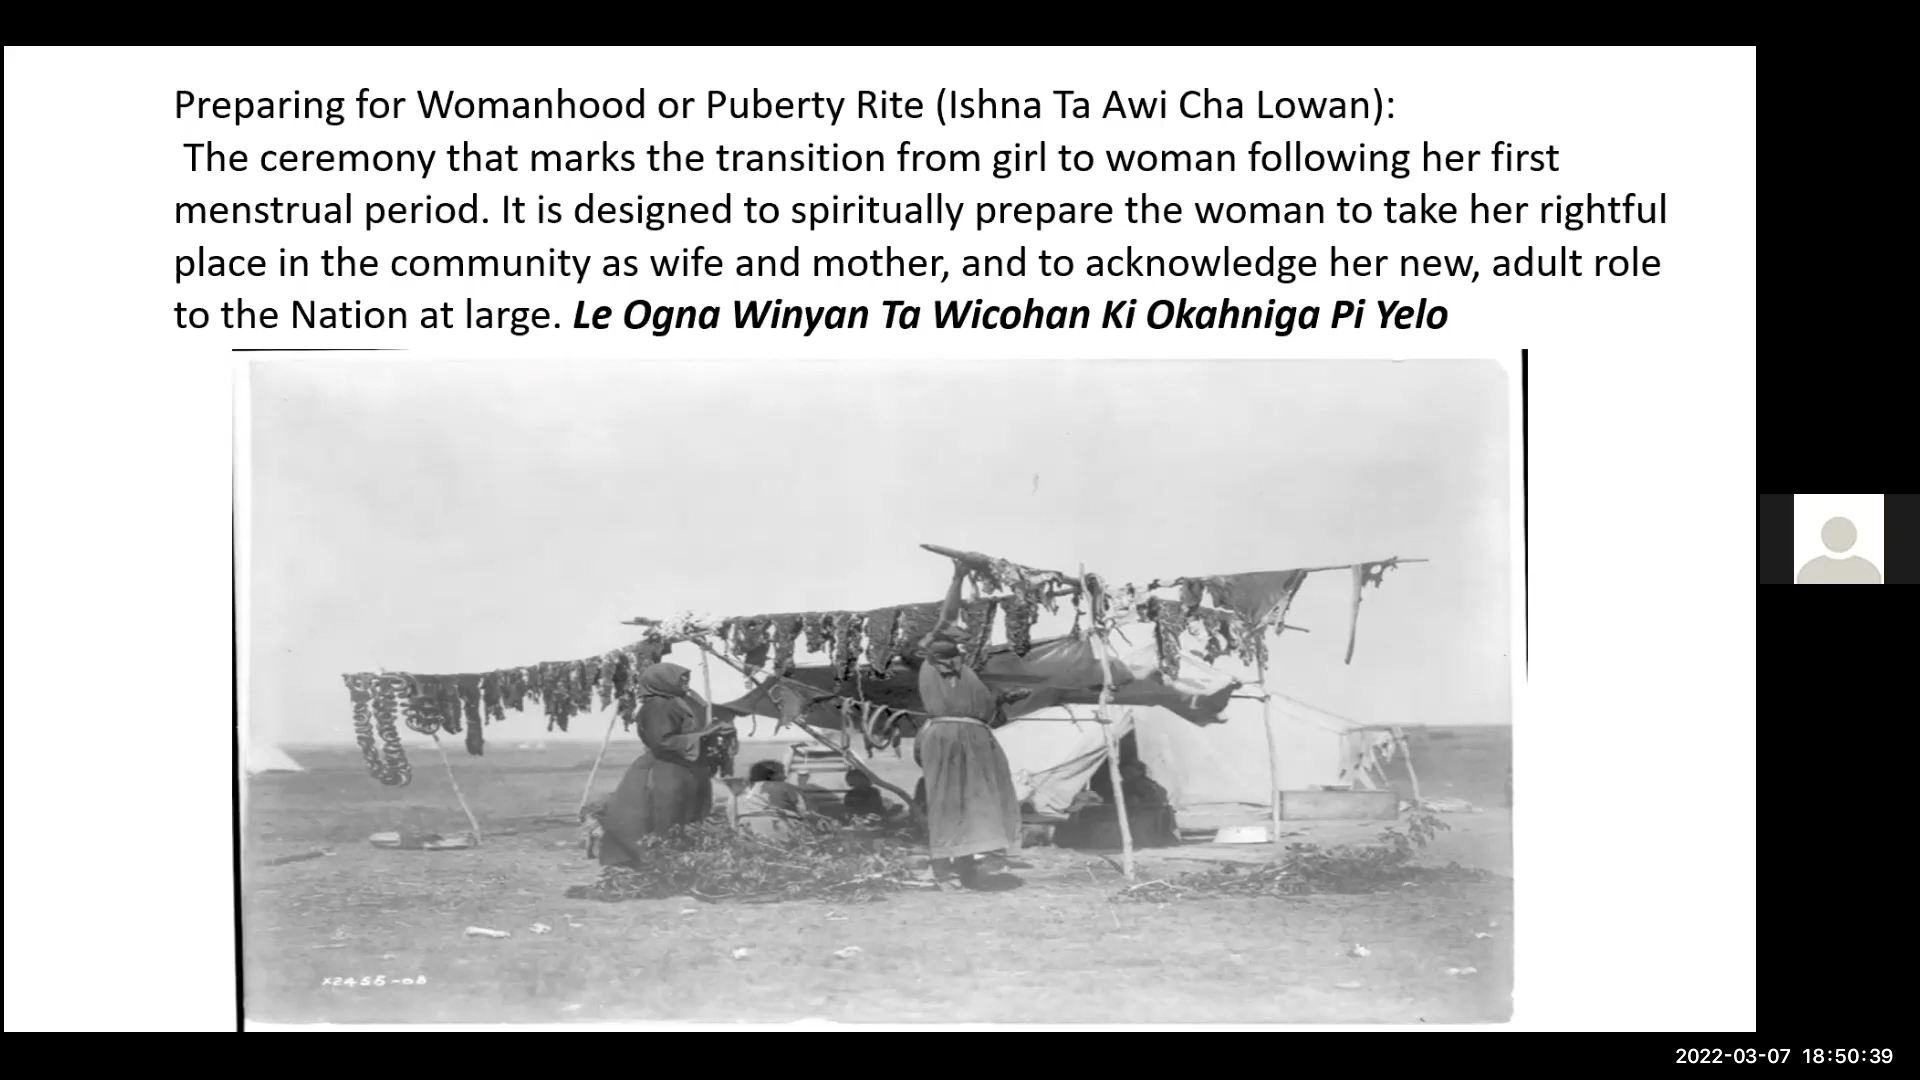 Preparing for Womanhood or Puberty Rite (Ishna Ta Awi Cha Lowan):
The ceremony that marks the transition from girl to woman following her first
menstrual period. It is designed to spiritually prepare the woman to take her rightful
place in the community as wife and mother, and to acknowledge her new, adult role
to the Nation at large. Le Ogna Winyan Ta Wicohan Ki Okahniga Pi Yelo
X2455-08
2022-03-07 18:50:39